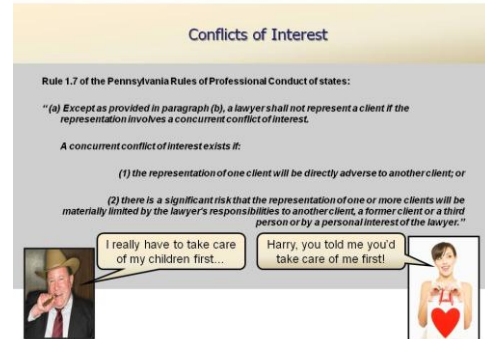 Conflicts of Interest
Rule 1.7 of the Pennsylvania Rules of Professional Conduct of states:
“(a) Except as provided in paragraph (b), a lawyer shall not represent a client if the
representation involves a concurrent conflict of interest.
A concurrent conflict of interest exists if:
(1) the representation of one client will be directly adverse to another client; or
(2) there is a significant risk that the representation of one or more clients will be
materially limited by the lawyer's responsibilities to another client, a former client or a third
person or by a personal interest of the lawyer.”
I really have to take care
of my children first...
Harry, you told me you'd
take care of me first!